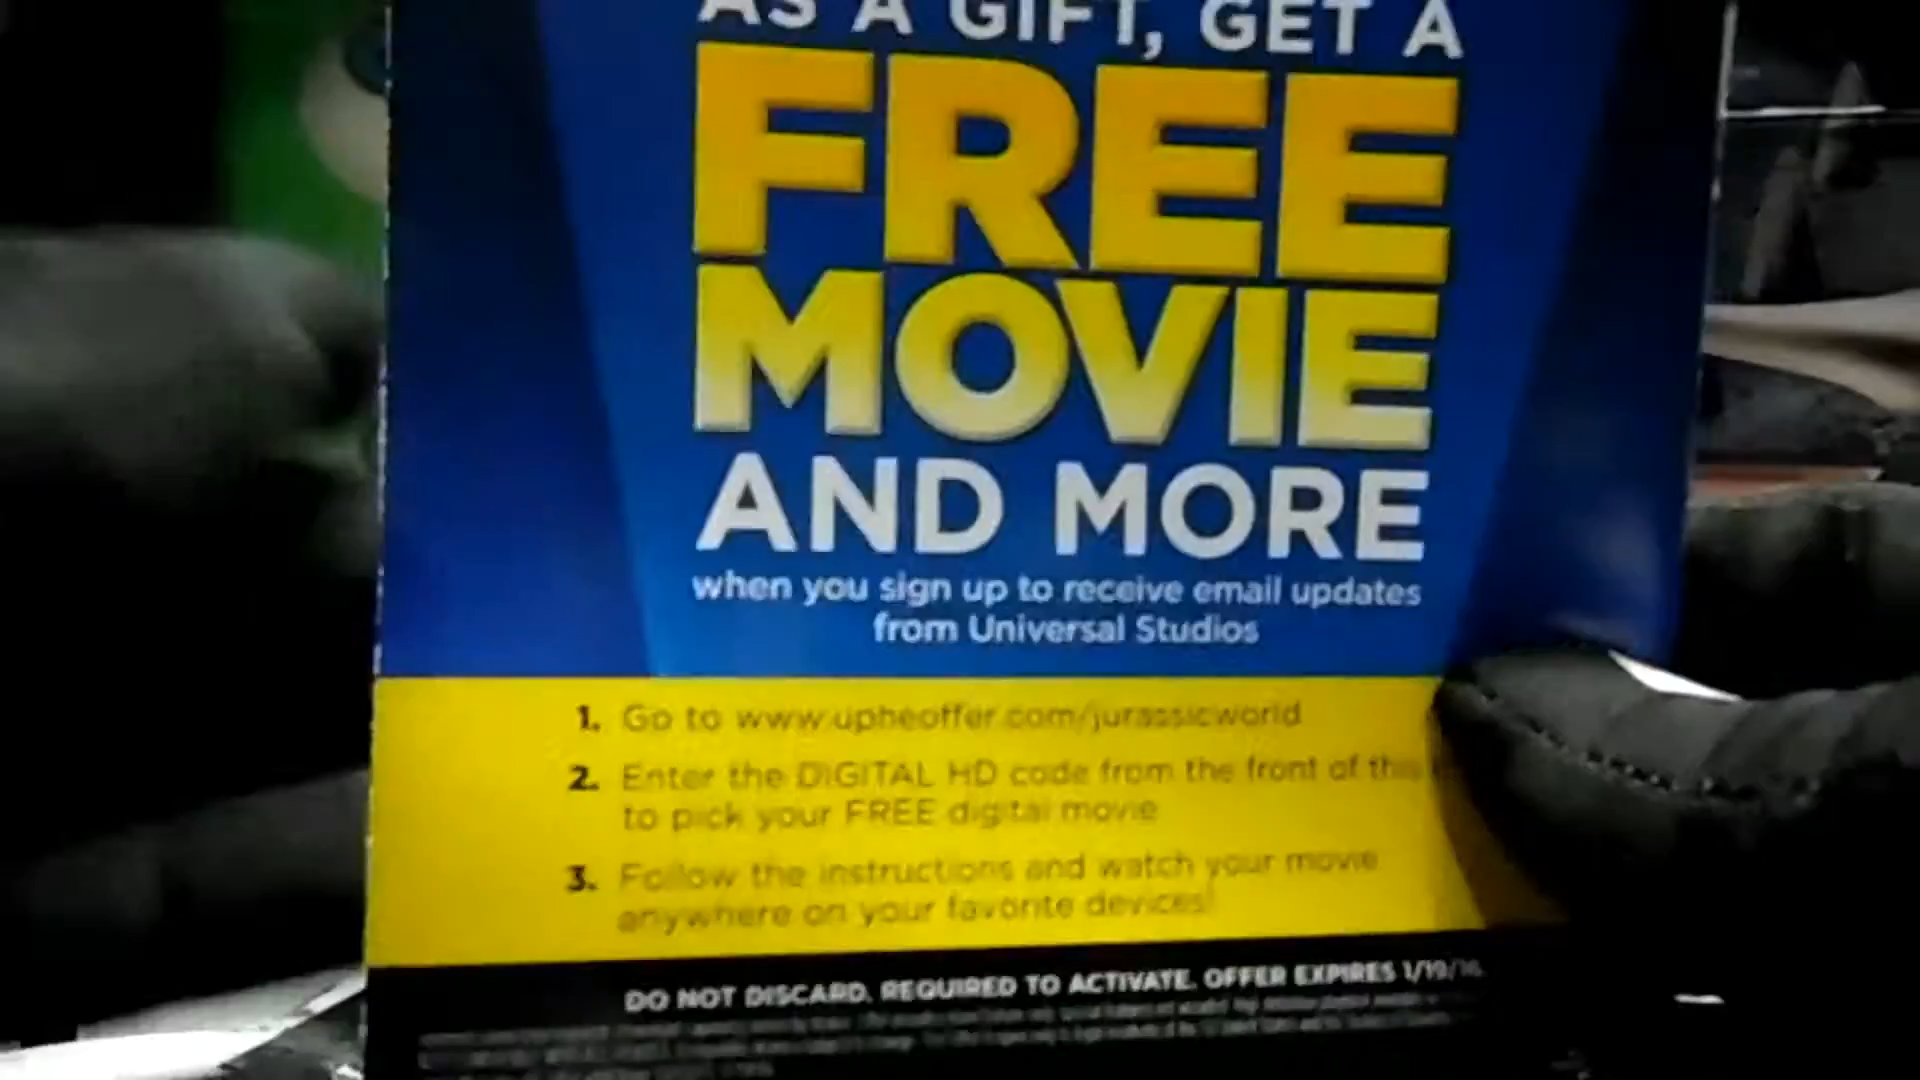 AS A GIFT, GET A
FREE
MOVIE
AND MORE
when you sign up to receive email updates
from Universal Studios
1. Go to www.upheoffer.com/jurassicworld
2. Enter the DIGITAL HD code from the front of this
to pick your FREE digital movie
3. Follow the instructions and watch your movie
anywhere on your favorite devices!
DO NOT DISCARD. REQUIRED TO ACTIVATE. OFFER EXPIRES 1/19/16